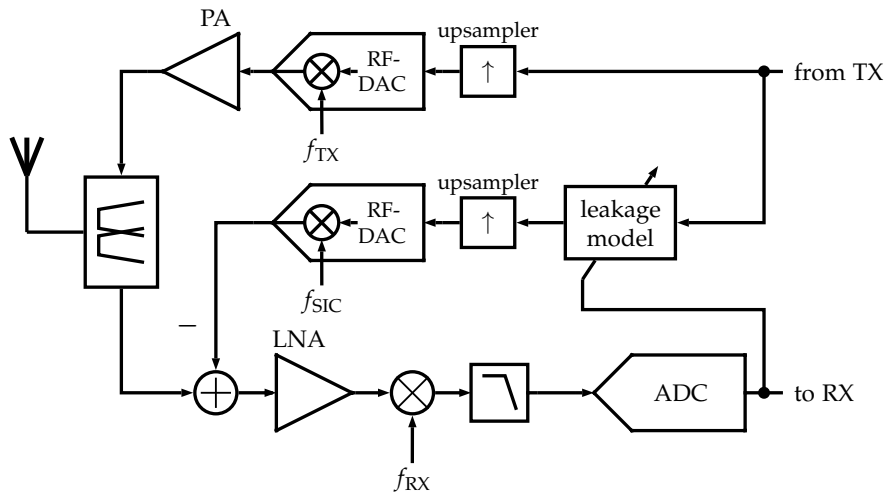 PA
RF-
DAC
upsampler
↑
from TX
f_TX
RF-
DAC
upsampler
↑
leakage
model
f_SIC
−
LNA
ADC
to RX
f_RX